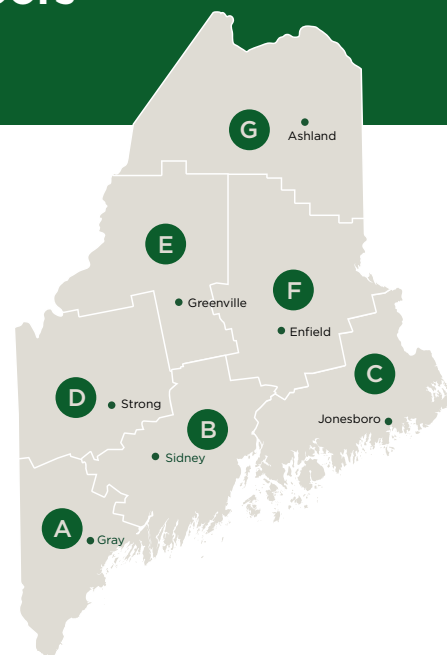 G
Ashland
E
F
Greenville
Enfield
C
D
Strong
Jonesboro
B
Sidney
A
Gray